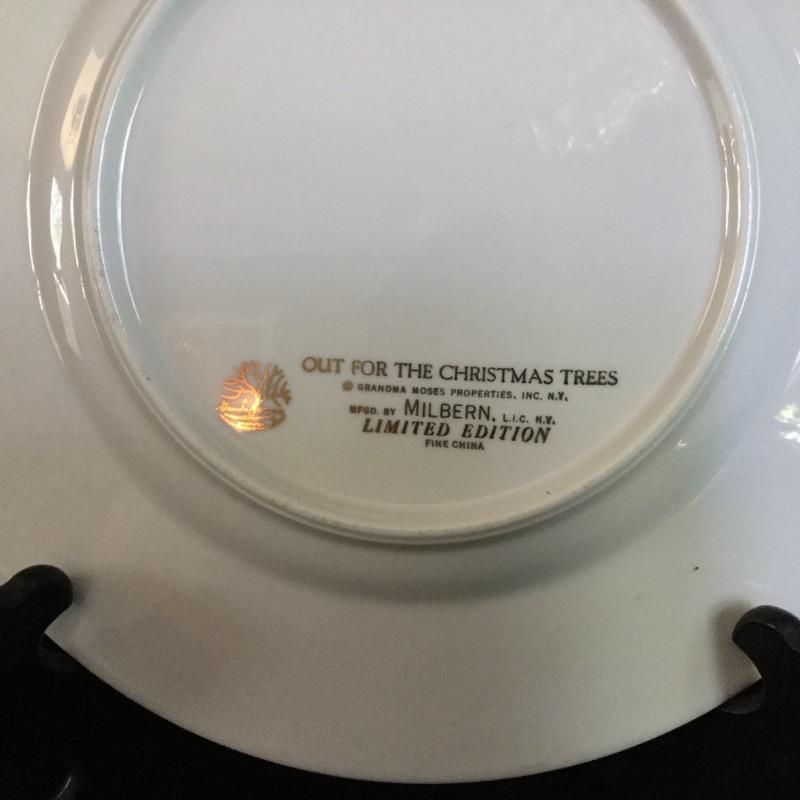 OUT FOR THE CHRISTMAS TREES
© GRANDMA MOSES PROPERTIES, INC. N.Y.
MFGD. BY MILBERN, L.I.C. N.Y.
LIMITED EDITION
FINE CHINA